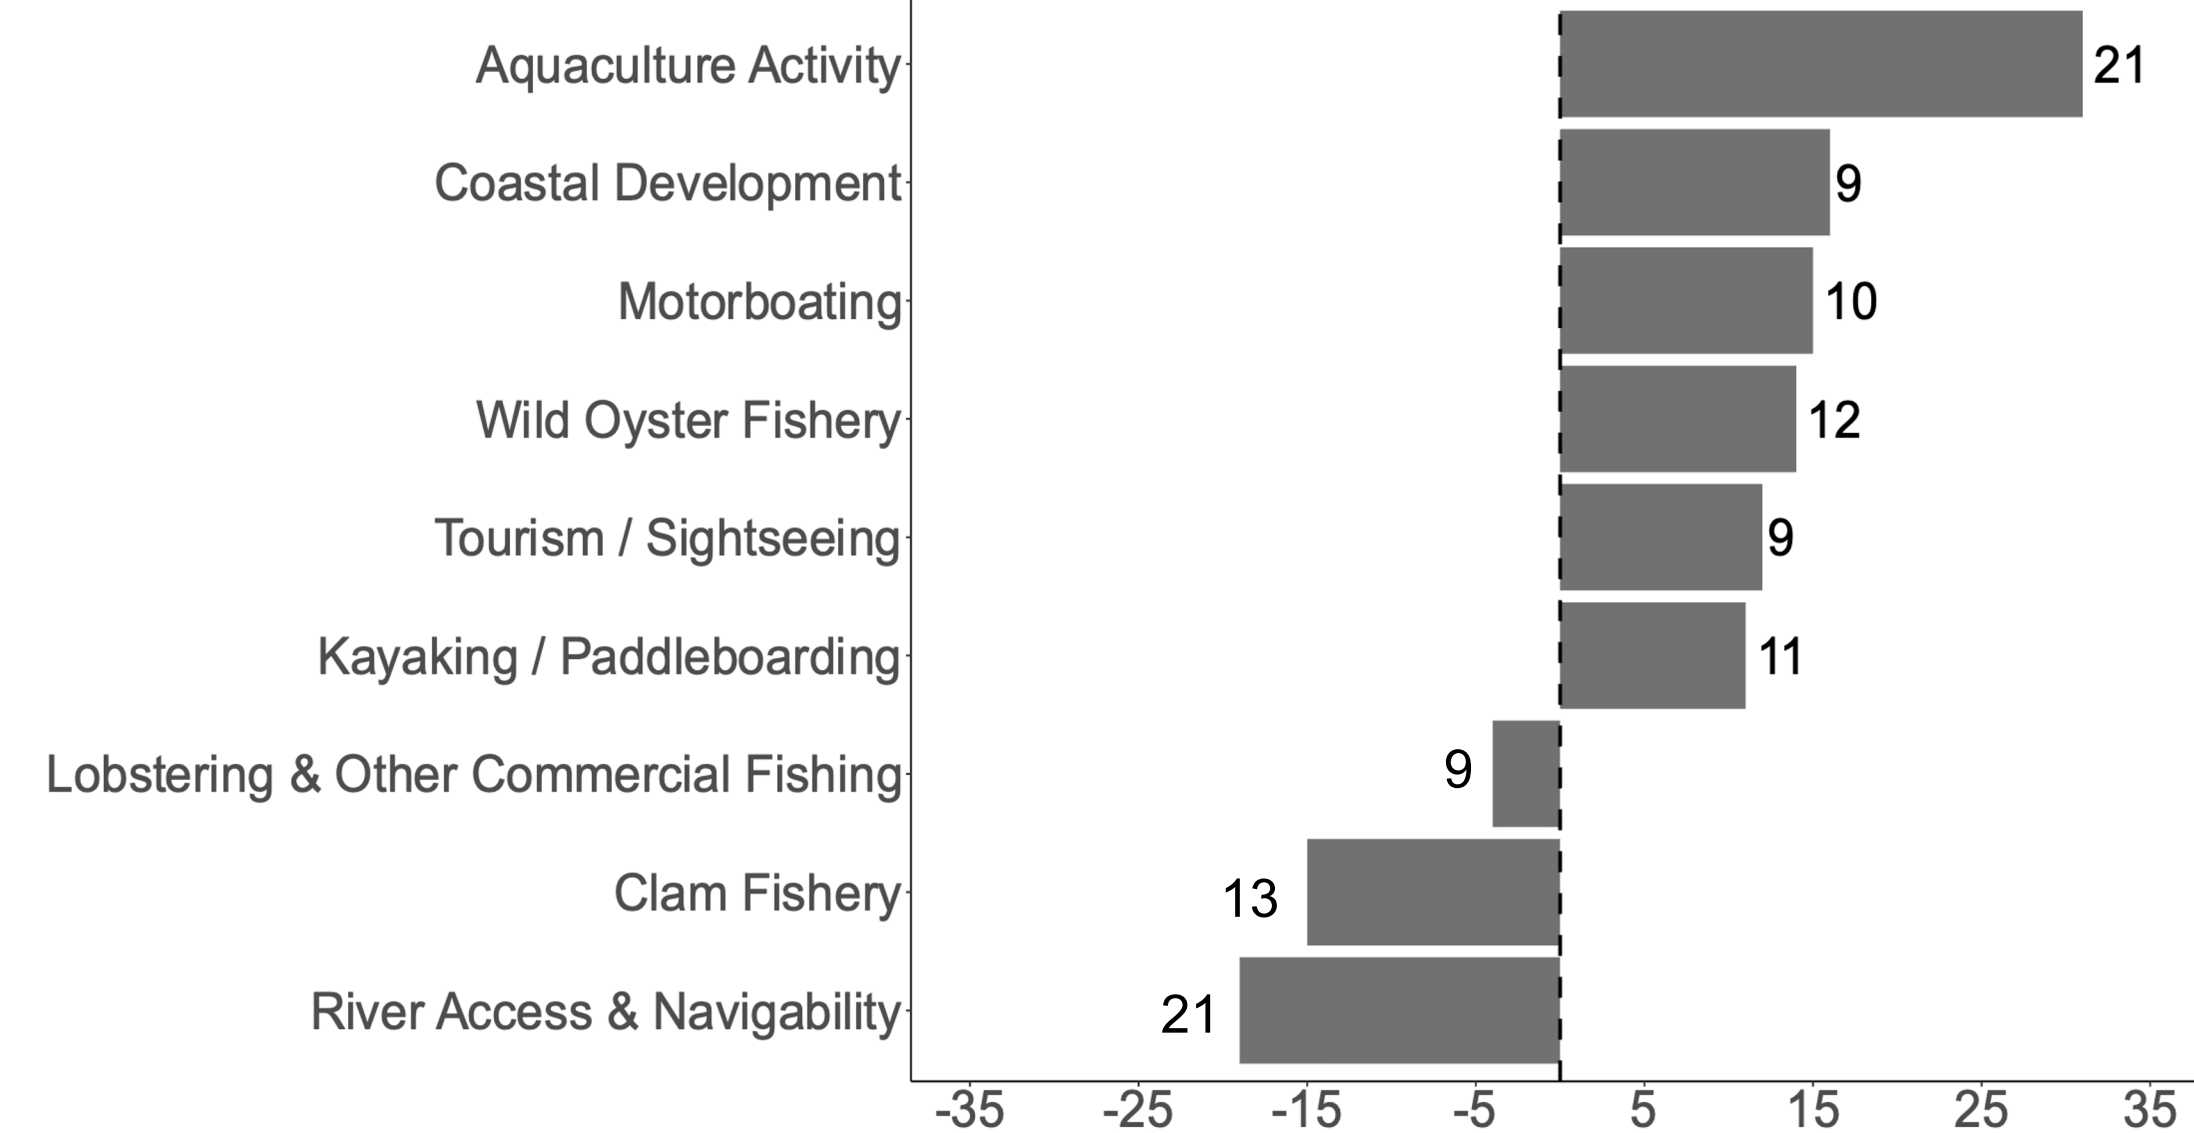 Aquaculture Activity 21
Coastal Development 9
Motorboating 10
Wild Oyster Fishery 12
Tourism / Sightseeing 9
Kayaking / Paddleboarding 11
Lobstering & Other Commercial Fishing 9
Clam Fishery 13
River Access & Navigability 21
-35 -25 -15 -5 5 15 25 35